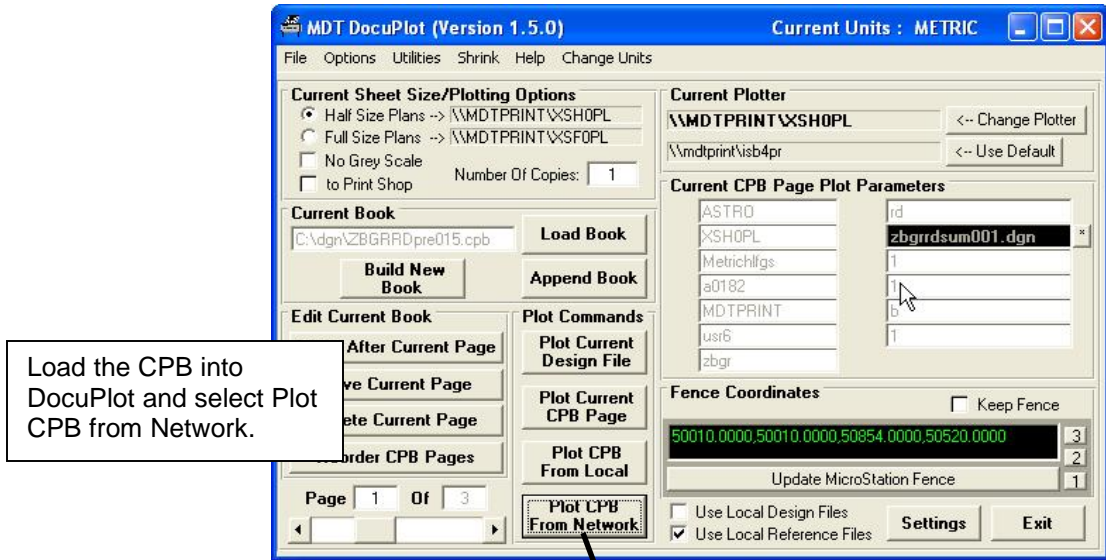 MDT DocuPlot (Version 1.5.0) Current Units : METRIC
File Options Utilities Shrink Help Change Units
Current Sheet Size/Plotting Options
Half Size Plans --> \\MDTPRINT\XSH0PL
Full Size Plans --> \\MDTPRINT\XSF0PL
No Grey Scale
to Print Shop
Number Of Copies: 1
Current Plotter
\\MDTPRINT\XSH0PL <-- Change Plotter
\\mdtprint\isb4pr <-- Use Default
Current Book
C:\dgn\ZBGRRDpre015.cpb
Load Book
Build New
Book
Append Book
Current CPB Page Plot Parameters
ASTRO rd
XSH0PL zbgrrdsum001.dgn *
Metrichlfgs 1
a0182 1
MDTPRINT b
usr6 1
zbgr
Edit Current Book
After Current Page
ve Current Page
ete Current Page
order CPB Pages
Page 1 Of 3
Plot Commands
Plot Current
Design File
Plot Current
CPB Page
Plot CPB
From Local
Plot CPB
From Network
Fence Coordinates
Keep Fence
50010.0000,50010.0000,50854.0000,50520.0000
3
2
1
Update MicroStation Fence
Use Local Design Files
Use Local Reference Files
Settings
Exit
Load the CPB into
DocuPlot and select Plot
CPB from Network.